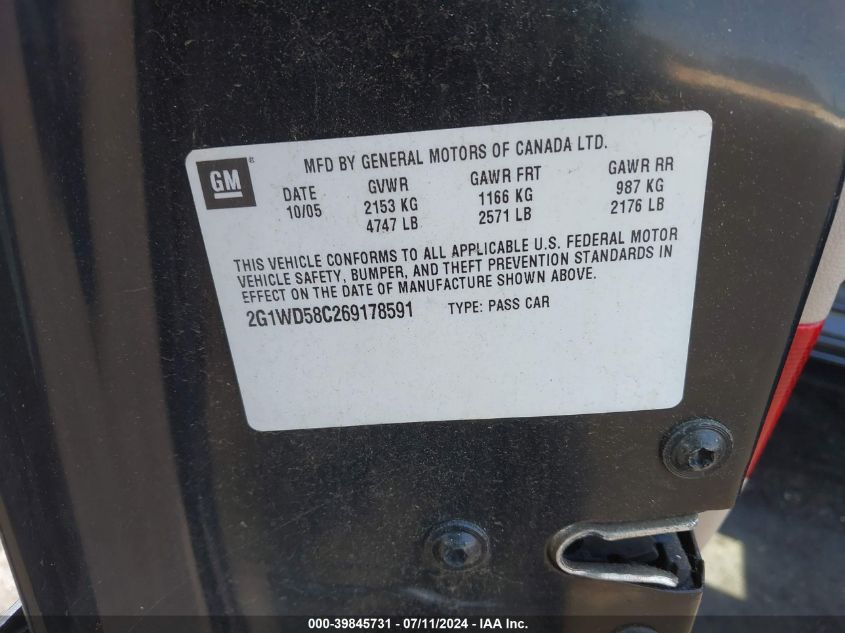 GM®
MFD BY GENERAL MOTORS OF CANADA LTD.
DATE GVWR GAWR FRT GAWR RR
10/05 2153 KG 1166 KG 987 KG
4747 LB 2571 LB 2176 LB
THIS VEHICLE CONFORMS TO ALL APPLICABLE U.S. FEDERAL MOTOR
VEHICLE SAFETY, BUMPER, AND THEFT PREVENTION STANDARDS IN
EFFECT ON THE DATE OF MANUFACTURE SHOWN ABOVE.
2G1WD58C269178591 TYPE: PASS CAR
000-39845731 - 07/11/2024 - IAA Inc.